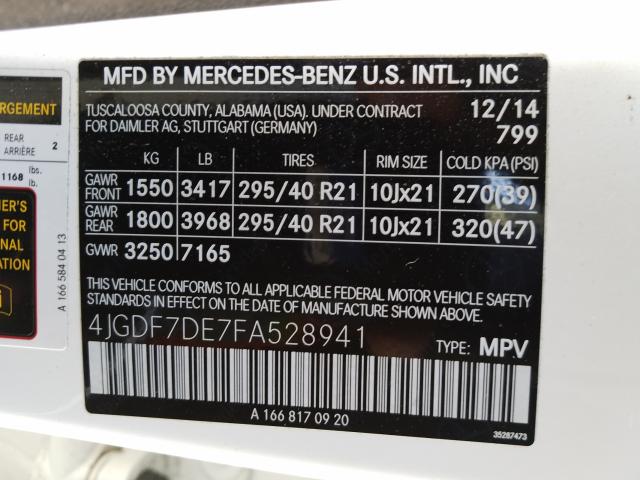 MFD BY MERCEDES-BENZ U.S. INTL., INC
TUSCALOOSA COUNTY, ALABAMA (USA). UNDER CONTRACT 12/14
FOR DAIMLER AG, STUTTGART (GERMANY) 799
KG LB TIRES RIM SIZE COLD KPA (PSI)
GAWR FRONT 1550 3417 295/40 R21 10Jx21 270(39)
GAWR REAR 1800 3968 295/40 R21 10Jx21 320(47)
GVWR 3250 7165
THIS VEHICLE CONFORMS TO ALL APPLICABLE FEDERAL MOTOR VEHICLE SAFETY
STANDARDS IN EFFECT ON THE DATE OF MANUFACTURE SHOWN ABOVE.
4JGDF7DE7FA528941 TYPE: MPV
A 166 817 09 20
35287473
RGEMENT
REAR
ARRIÈRE 2
1168 lbs.
lb.
ER'S
FOR
NAL
ATION
A 166 584 04 13